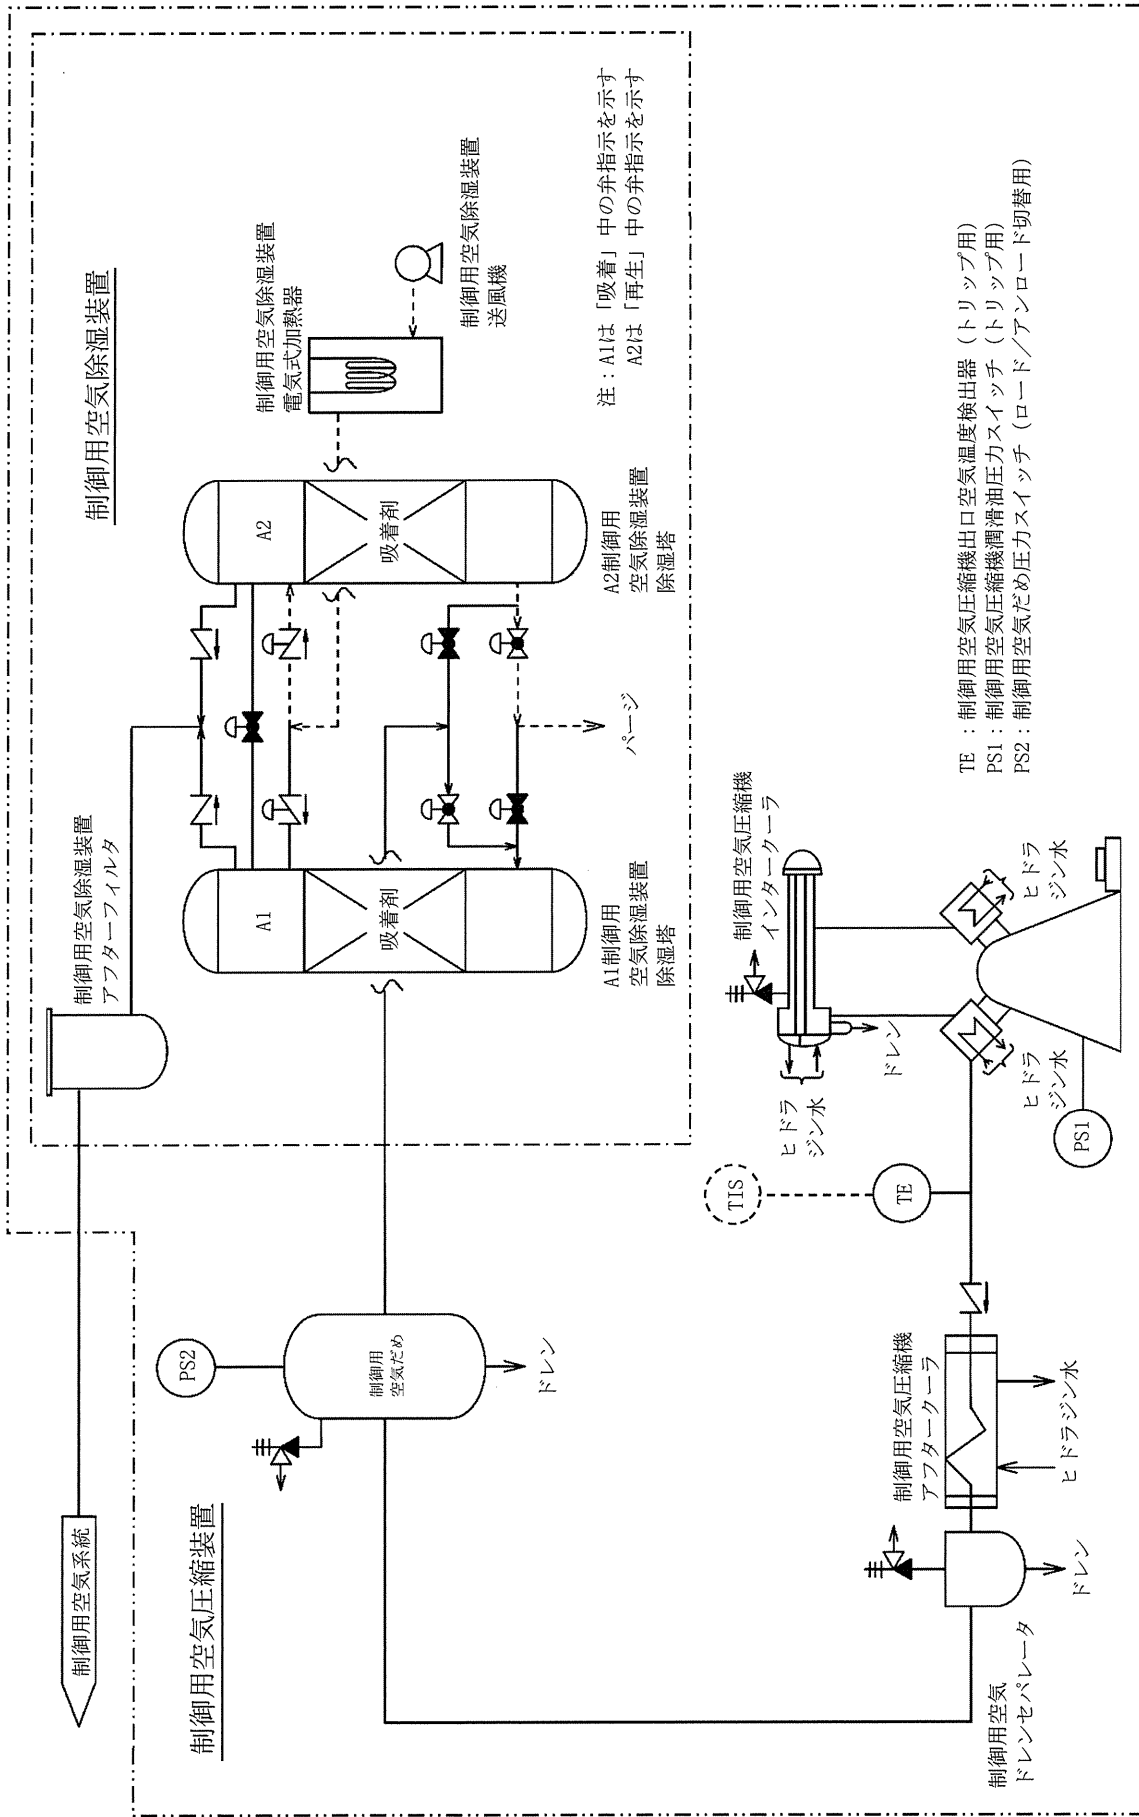 制御用空気除湿装置
制御用空気除湿装置
アフターフィルタ
制御用空気系統
A1
吸着剤
A1制御用
空気除湿装置
除湿塔
A2
吸着剤
A2制御用
空気除湿装置
除湿塔
制御用空気除湿装置
電気式加熱器
制御用空気除湿装置
送風機
パージ
注：A1は「吸着」中の弁指示を示す
A2は「再生」中の弁指示を示す
制御用空気圧縮装置
PS2
制御用
空気だめ
ドレン
制御用空気圧縮機
インタークーラ
ヒドラ
ジン水
ドレン
TIS
TE
ヒドラ
ジン水
ヒドラ
ジン水
PS1
制御用空気圧縮機
アフタークーラ
ヒドラジン水
ドレン
制御用空気
ドレンセパレータ
TE ：制御用空気圧縮機出口空気温度検出器（トリップ用）
PS1：制御用空気圧縮機潤滑油圧力スイッチ（トリップ用）
PS2：制御用空気だめ圧力スイッチ（ロード/アンロード切替用）